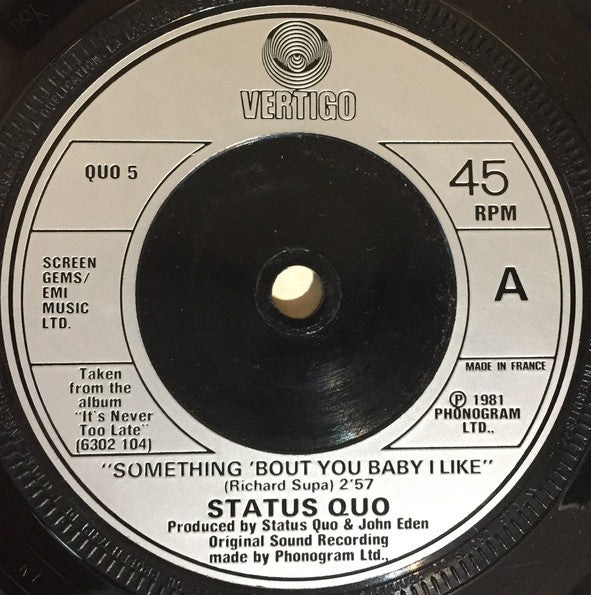 VERTIGO
QUO 5
45
RPM
SCREEN
GEMS/
EMI
MUSIC
LTD.
A
MADE IN FRANCE
Taken
from the
album
"It's Never
Too Late"
(6302 104)
℗ 1981
PHONOGRAM
LTD..
"SOMETHING 'BOUT YOU BABY I LIKE"
(Richard Supa) 2'57
STATUS QUO
Produced by Status Quo & John Eden
Original Sound Recording
made by Phonogram Ltd.,